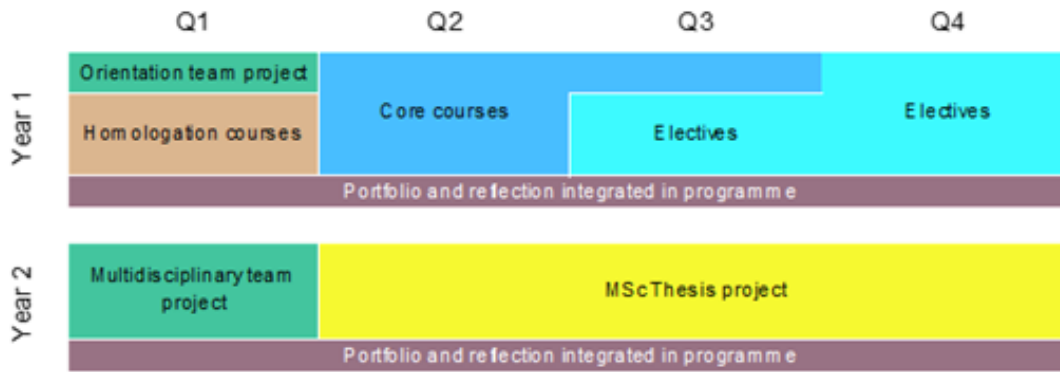 Q1 Q2 Q3 Q4
Year 1
Orientation team project
Homologation courses
Core courses
Electives
Electives
Portfolio and reflection integrated in programme
Year 2
Multidisciplinary team
project
MSc Thesis project
Portfolio and reflection integrated in programme